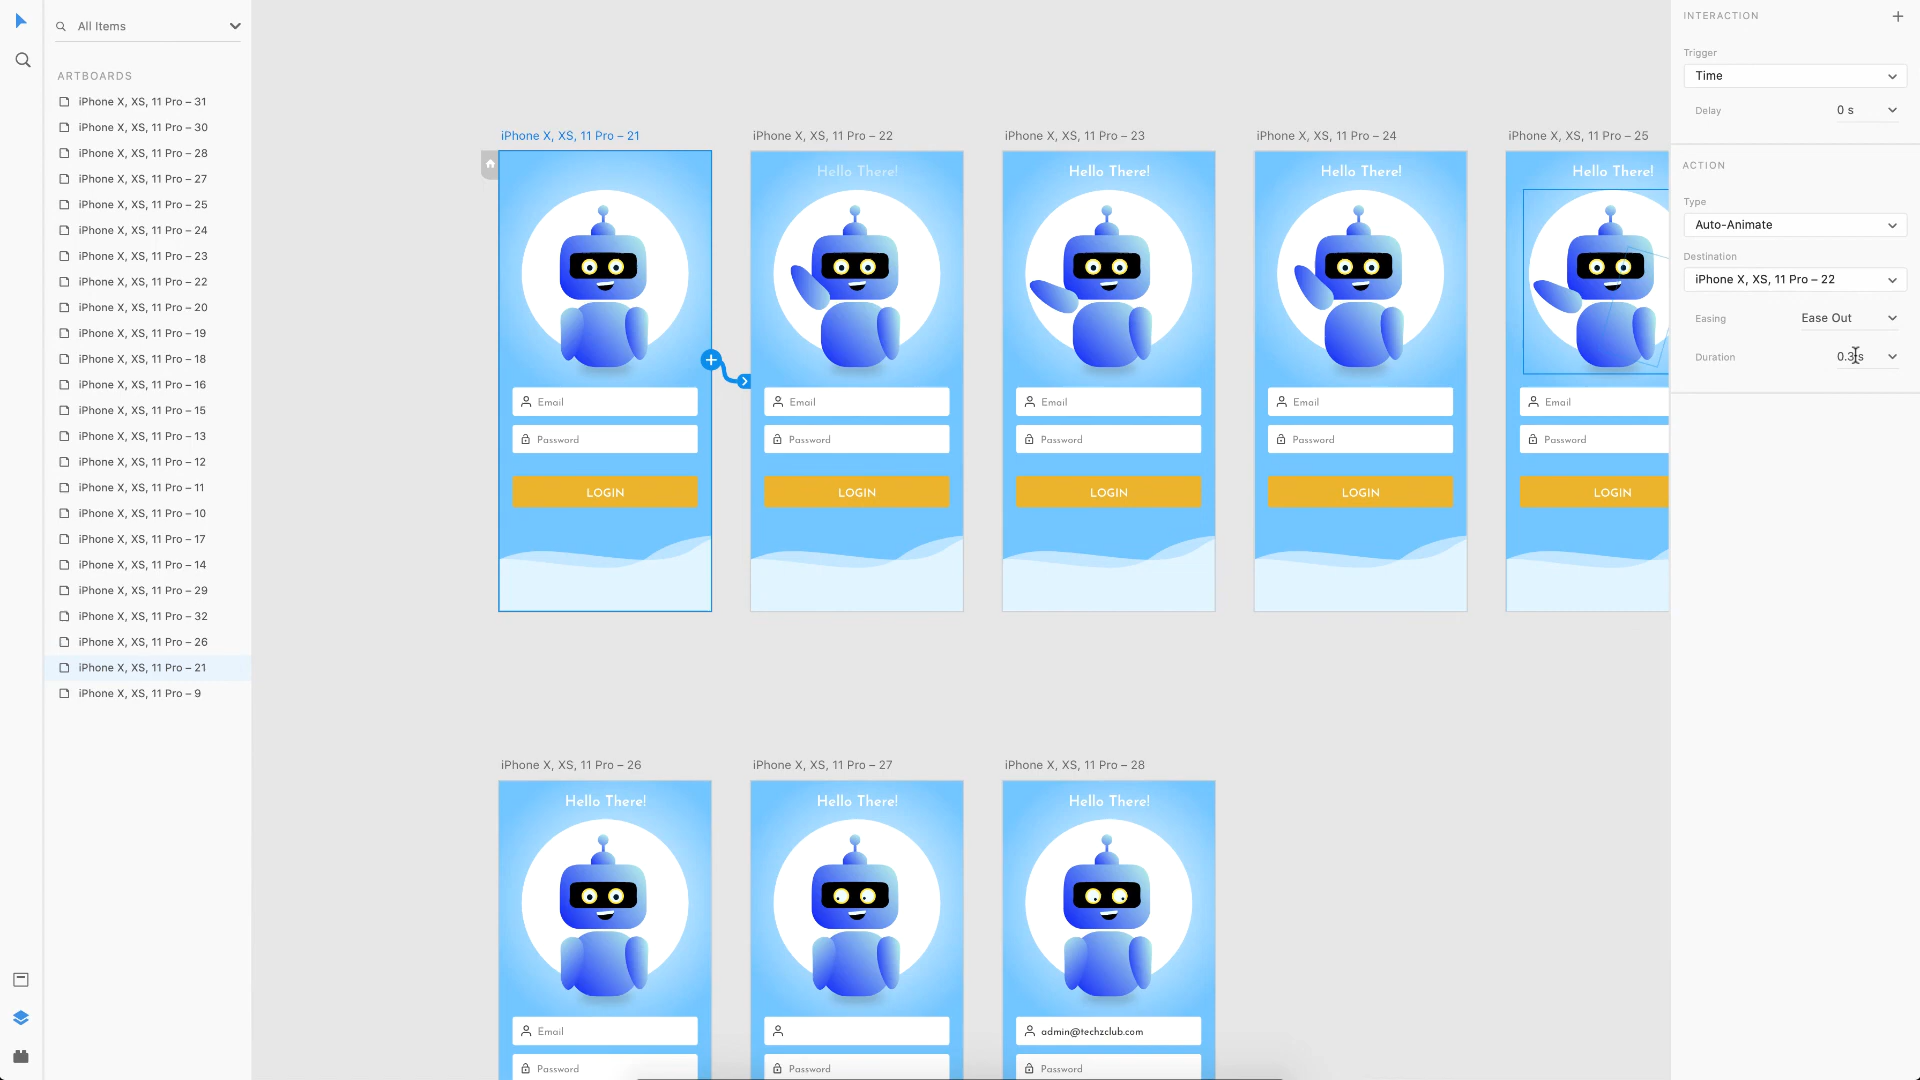 All Items
ARTBOARDS
iPhone X, XS, 11 Pro – 31
iPhone X, XS, 11 Pro – 30
iPhone X, XS, 11 Pro – 28
iPhone X, XS, 11 Pro – 27
iPhone X, XS, 11 Pro – 25
iPhone X, XS, 11 Pro – 24
iPhone X, XS, 11 Pro – 23
iPhone X, XS, 11 Pro – 22
iPhone X, XS, 11 Pro – 20
iPhone X, XS, 11 Pro – 19
iPhone X, XS, 11 Pro – 18
iPhone X, XS, 11 Pro – 16
iPhone X, XS, 11 Pro – 15
iPhone X, XS, 11 Pro – 13
iPhone X, XS, 11 Pro – 12
iPhone X, XS, 11 Pro – 11
iPhone X, XS, 11 Pro – 10
iPhone X, XS, 11 Pro – 17
iPhone X, XS, 11 Pro – 14
iPhone X, XS, 11 Pro – 29
iPhone X, XS, 11 Pro – 32
iPhone X, XS, 11 Pro – 26
iPhone X, XS, 11 Pro – 21
iPhone X, XS, 11 Pro – 9
iPhone X, XS, 11 Pro – 21
Email
Password
LOGIN
iPhone X, XS, 11 Pro – 22
Hello There!
Email
Password
LOGIN
iPhone X, XS, 11 Pro – 23
Hello There!
Email
Password
LOGIN
iPhone X, XS, 11 Pro – 24
Hello There!
Email
Password
LOGIN
iPhone X, XS, 11 Pro – 25
Hello There!
Email
Password
LOGIN
iPhone X, XS, 11 Pro – 26
Hello There!
Email
Password
iPhone X, XS, 11 Pro – 27
Hello There!
Password
iPhone X, XS, 11 Pro – 28
Hello There!
admin@techzclub.com
Password
INTERACTION
Trigger
Time
Delay 0 s
ACTION
Type
Auto-Animate
Destination
iPhone X, XS, 11 Pro – 22
Easing Ease Out
Duration 0.3 s